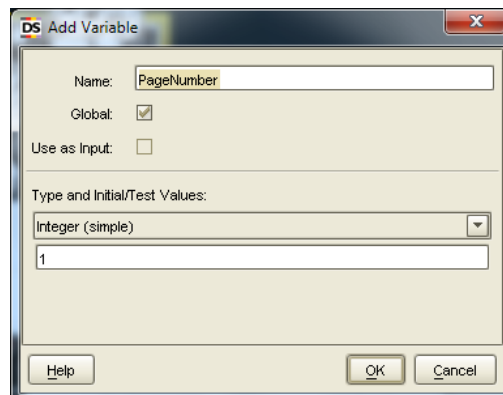 DS Add Variable
Name: PageNumber
Global:
Use as Input:
Type and Initial/Test Values:
Integer (simple)
1
Help OK Cancel